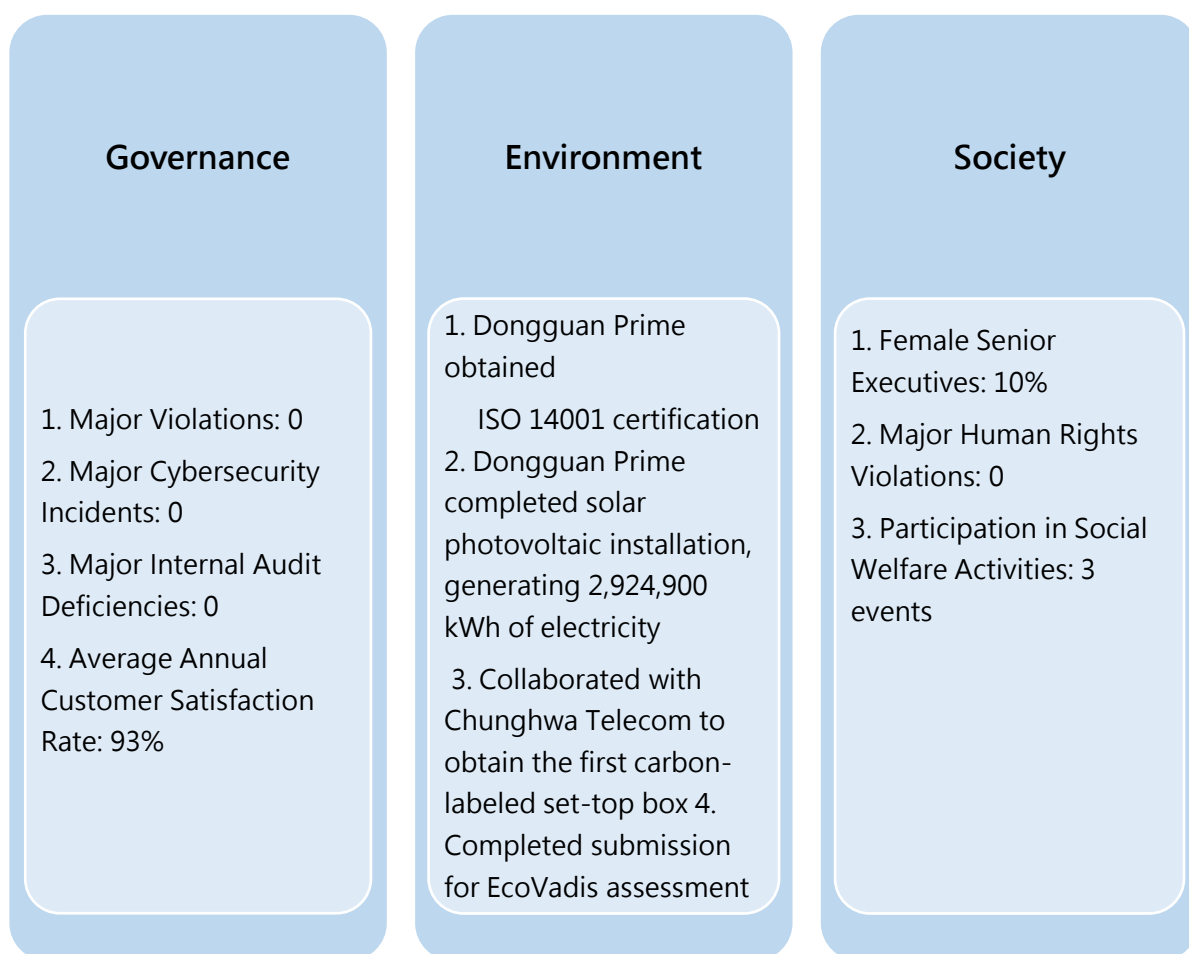 Governance
1. Major Violations: 0
2. Major Cybersecurity
Incidents: 0
3. Major Internal Audit
Deficiencies: 0
4. Average Annual
Customer Satisfaction
Rate: 93%
Environment
1. Dongguan Prime
obtained
ISO 14001 certification
2. Dongguan Prime
completed solar
photovoltaic installation,
generating 2,924,900
kWh of electricity
3. Collaborated with
Chunghwa Telecom to
obtain the first carbon-
labeled set-top box 4.
Completed submission
for EcoVadis assessment
Society
1. Female Senior
Executives: 10%
2. Major Human Rights
Violations: 0
3. Participation in Social
Welfare Activities: 3
events